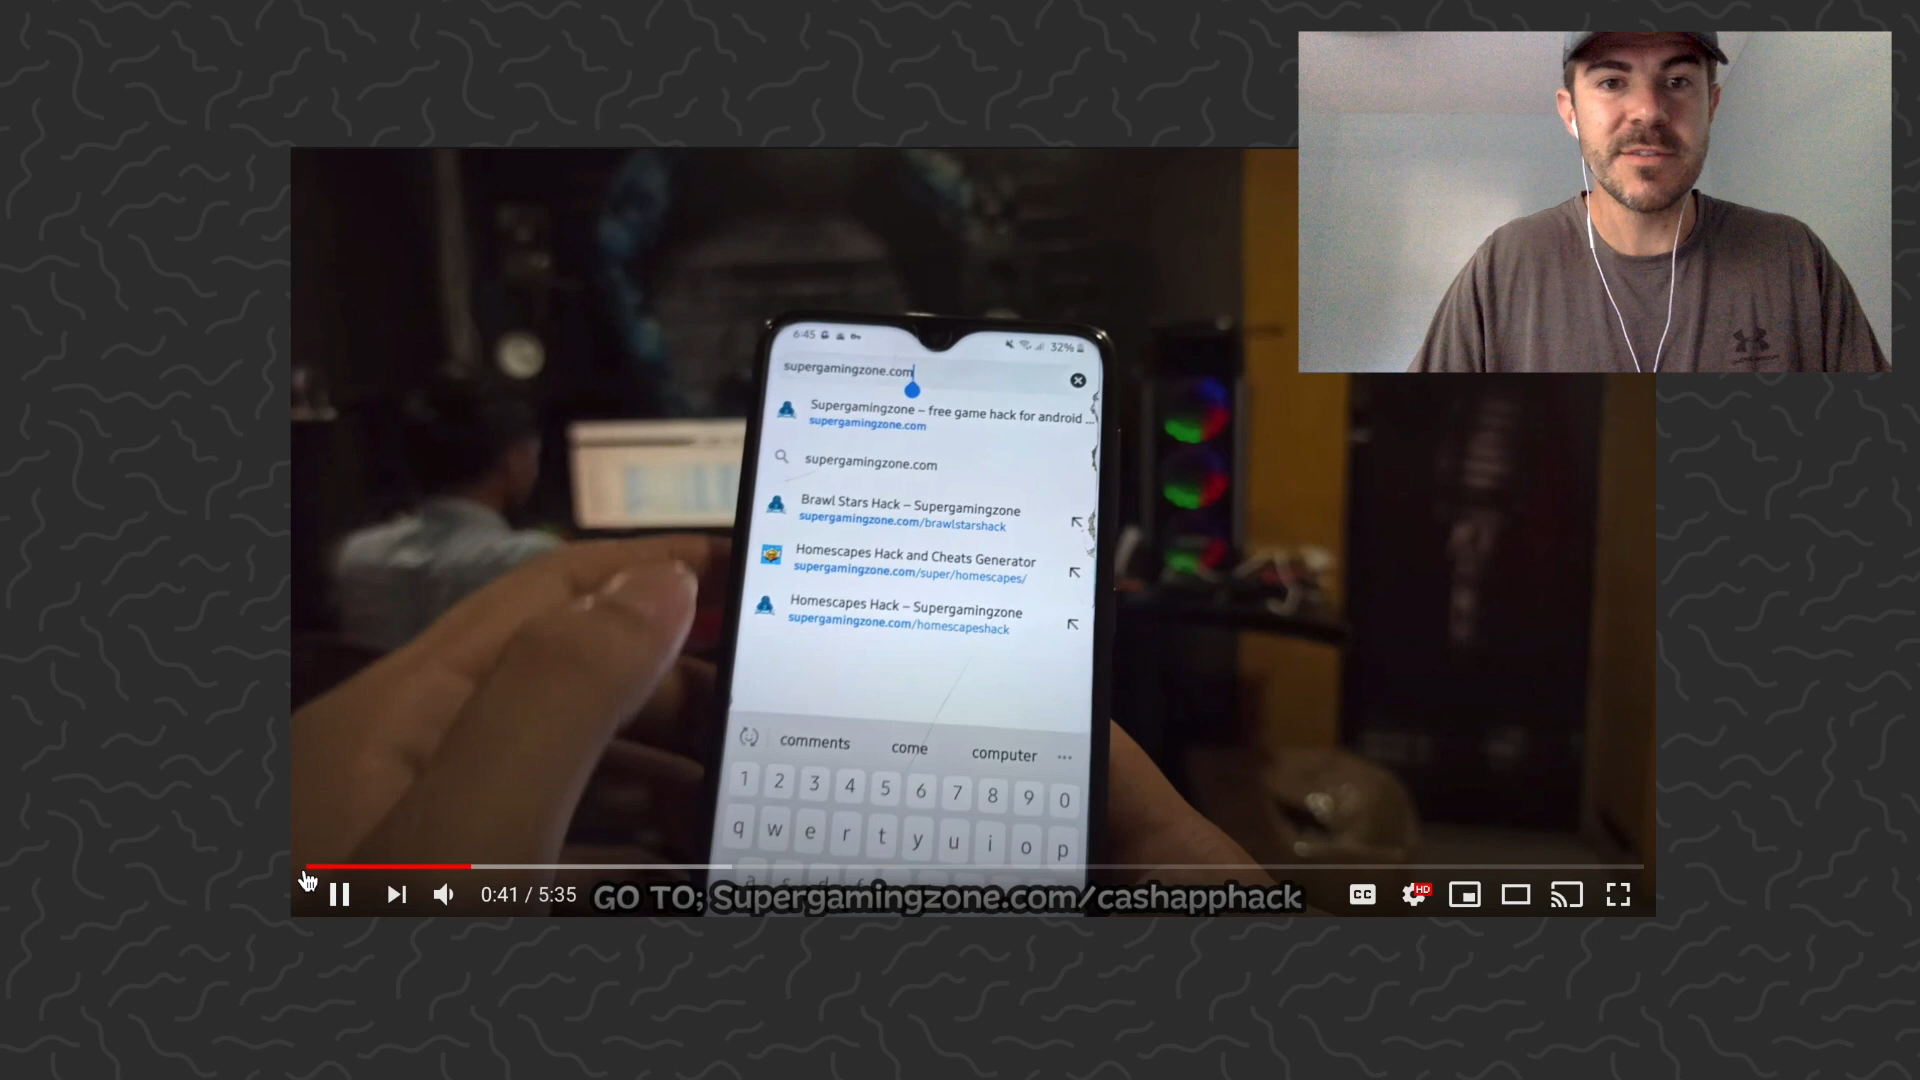 6:45
32%
supergamingzone.com
Supergamingzone – free game hack for android ...
supergamingzone.com
supergamingzone.com
Brawl Stars Hack – Supergamingzone
supergamingzone.com/brawlstarshack
Homescapes Hack and Cheats Generator
supergamingzone.com/super/homescapes/
Homescapes Hack – Supergamingzone
supergamingzone.com/homescapeshack
comments come computer ...
1 2 3 4 5 6 7 8 9 0
q w e r t y u i o p
a s d f
0:41 / 5:35
GO TO; Supergamingzone.com/cashapphack
CC
HD